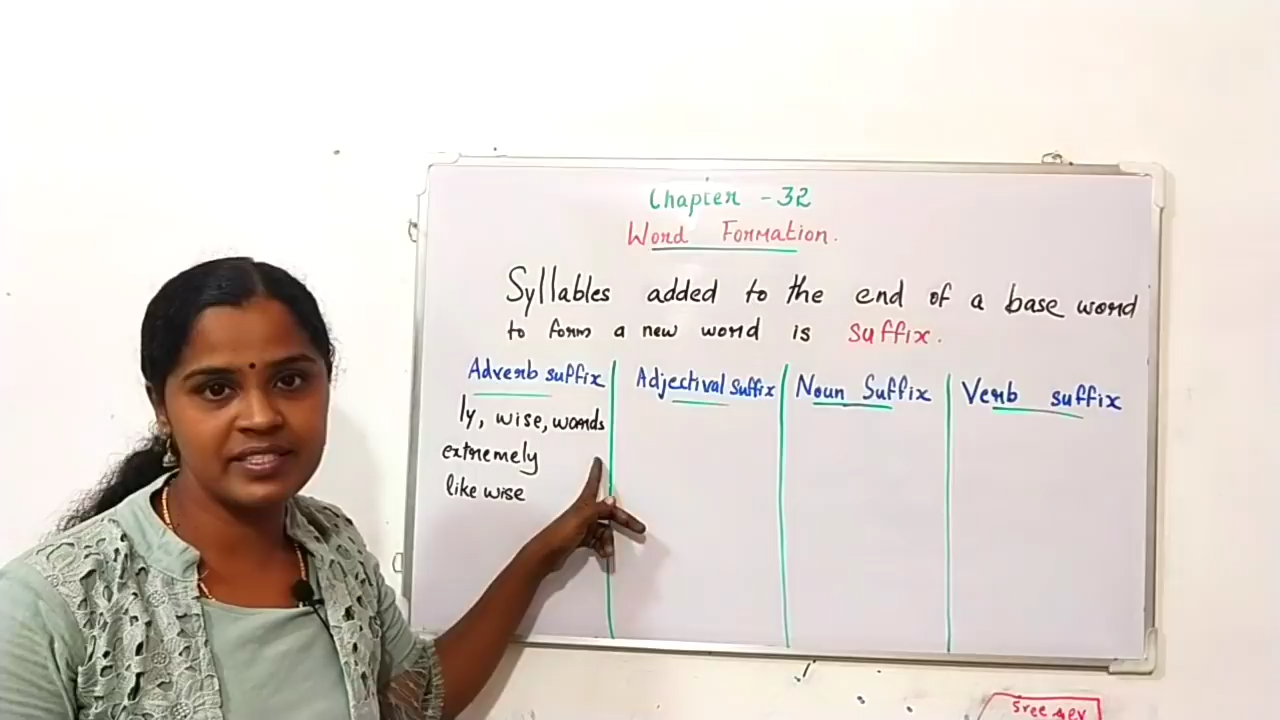 Chapter - 32
Word Formation.
Syllables added to the end of a base word
to form a new word is suffix.
Adverb suffix
ly, wise, wards
extremely
like wise
Adjectival Suffix
Noun Suffix
Verb suffix
Sree